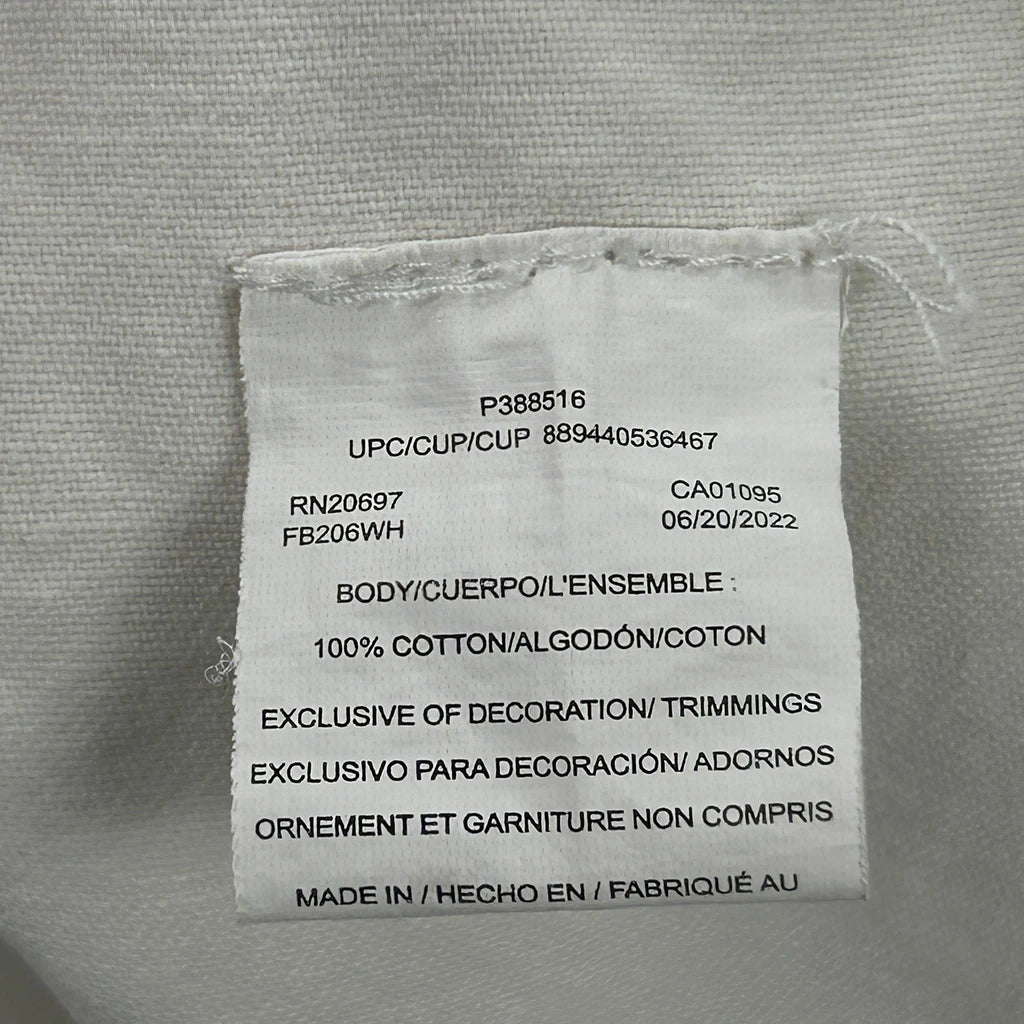 P388516
UPC/CUP/CUP 889440536467
RN20697 CA01095
FB206WH 06/20/2022
BODY/CUERPO/L'ENSEMBLE :
100% COTTON/ALGODÓN/COTON
EXCLUSIVE OF DECORATION/ TRIMMINGS
EXCLUSIVO PARA DECORACIÓN/ ADORNOS
ORNEMENT ET GARNITURE NON COMPRIS
MADE IN / HECHO EN / FABRIQUÉ AU